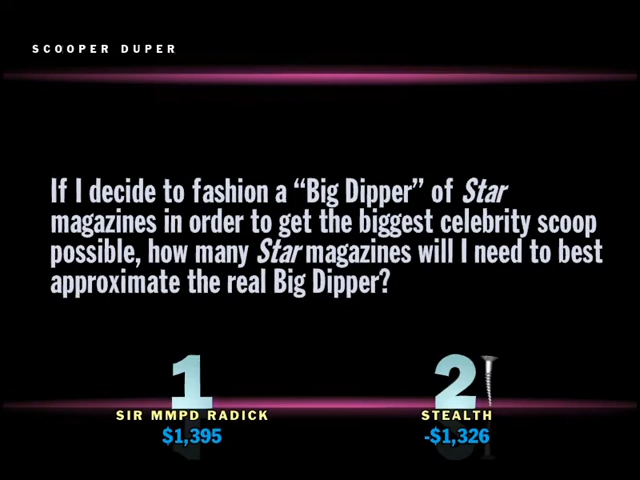 SCOOPER DUPER
If I decide to fashion a “Big Dipper” of Star
magazines in order to get the biggest celebrity scoop
possible, how many Star magazines will I need to best
approximate the real Big Dipper?
1
2
SIR MMPD RADICK
STEALTH
$1,395
-$1,326